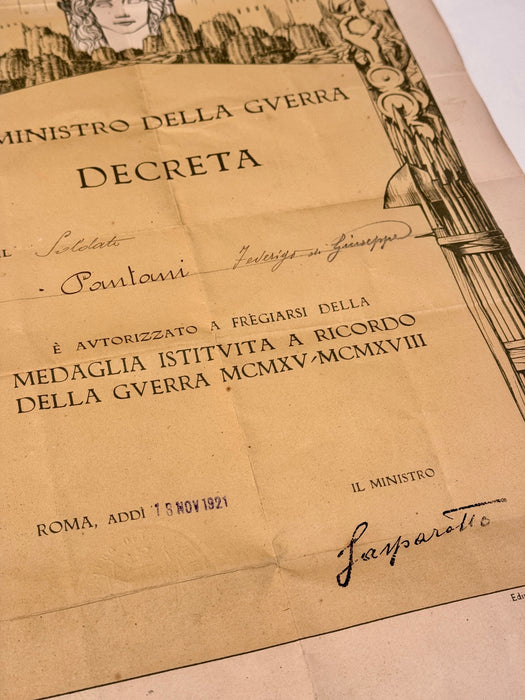 MINISTRO DELLA GVERRA
DECRETA
IL Soldato
Pantani Federigo di Giuseppe
È AVTORIZZATO A FREGIARSI DELLA
MEDAGLIA ISTITVITA A RICORDO
DELLA GVERRA MCMXV-MCMXVIII
IL MINISTRO
ROMA, ADDÌ 18 NOV 1921
Gasparotto